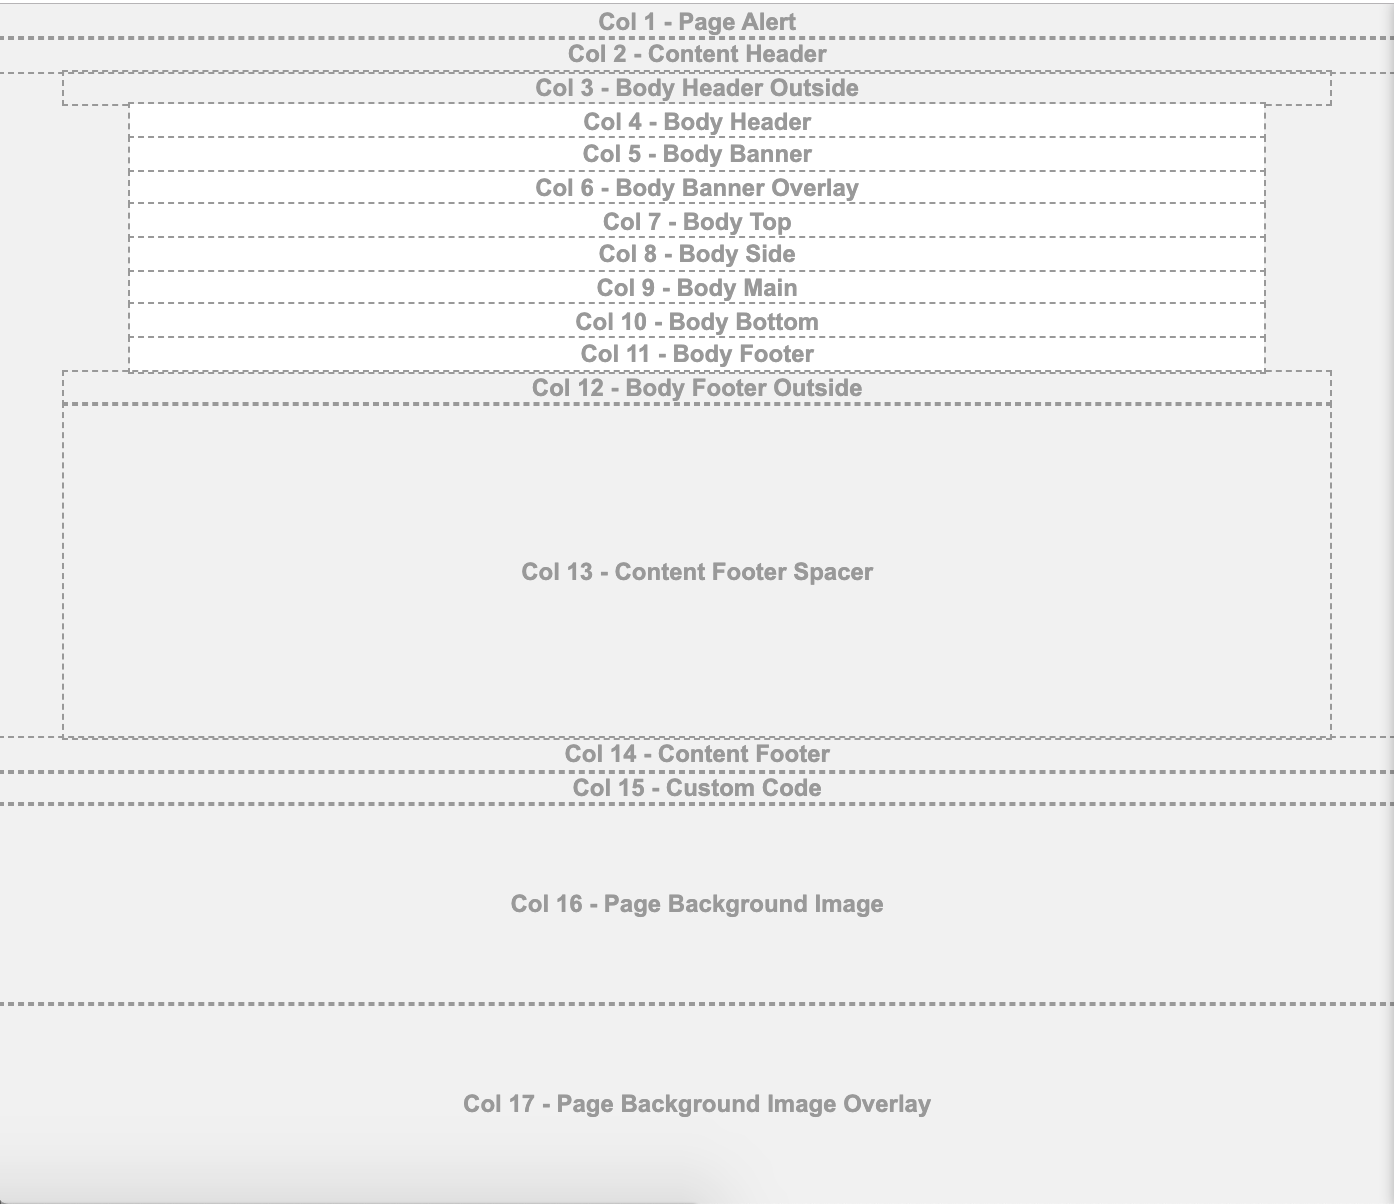 Col 1 - Page Alert
Col 2 - Content Header
Col 3 - Body Header Outside
Col 4 - Body Header
Col 5 - Body Banner
Col 6 - Body Banner Overlay
Col 7 - Body Top
Col 8 - Body Side
Col 9 - Body Main
Col 10 - Body Bottom
Col 11 - Body Footer
Col 12 - Body Footer Outside
Col 13 - Content Footer Spacer
Col 14 - Content Footer
Col 15 - Custom Code
Col 16 - Page Background Image
Col 17 - Page Background Image Overlay